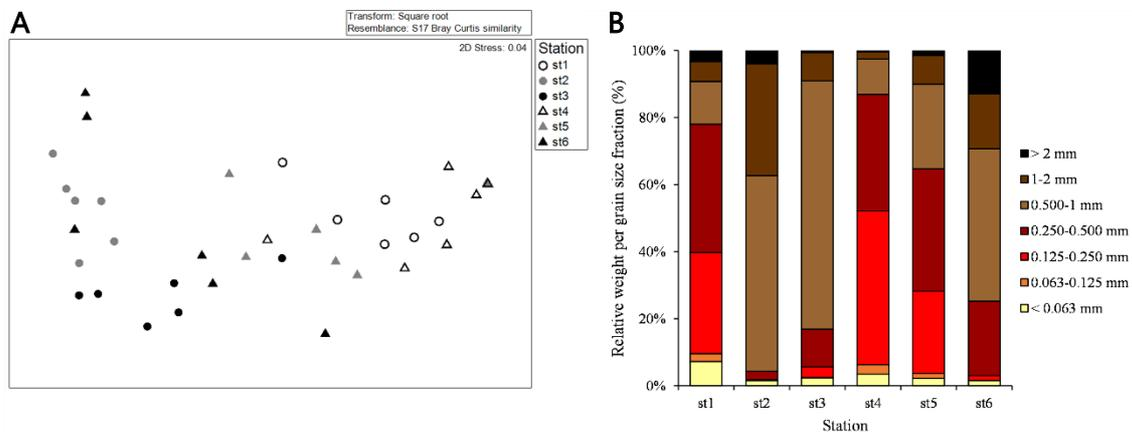 A
Transform: Square root
Resemblance: S17 Bray Curtis similarity
2D Stress: 0.04
Station
st1
st2
st3
st4
st5
st6
B
Relative weight per grain size fraction (%)
100%
80%
60%
40%
20%
0%
st1 st2 st3 st4 st5 st6
Station
> 2 mm
1-2 mm
0.500-1 mm
0.250-0.500 mm
0.125-0.250 mm
0.063-0.125 mm
< 0.063 mm